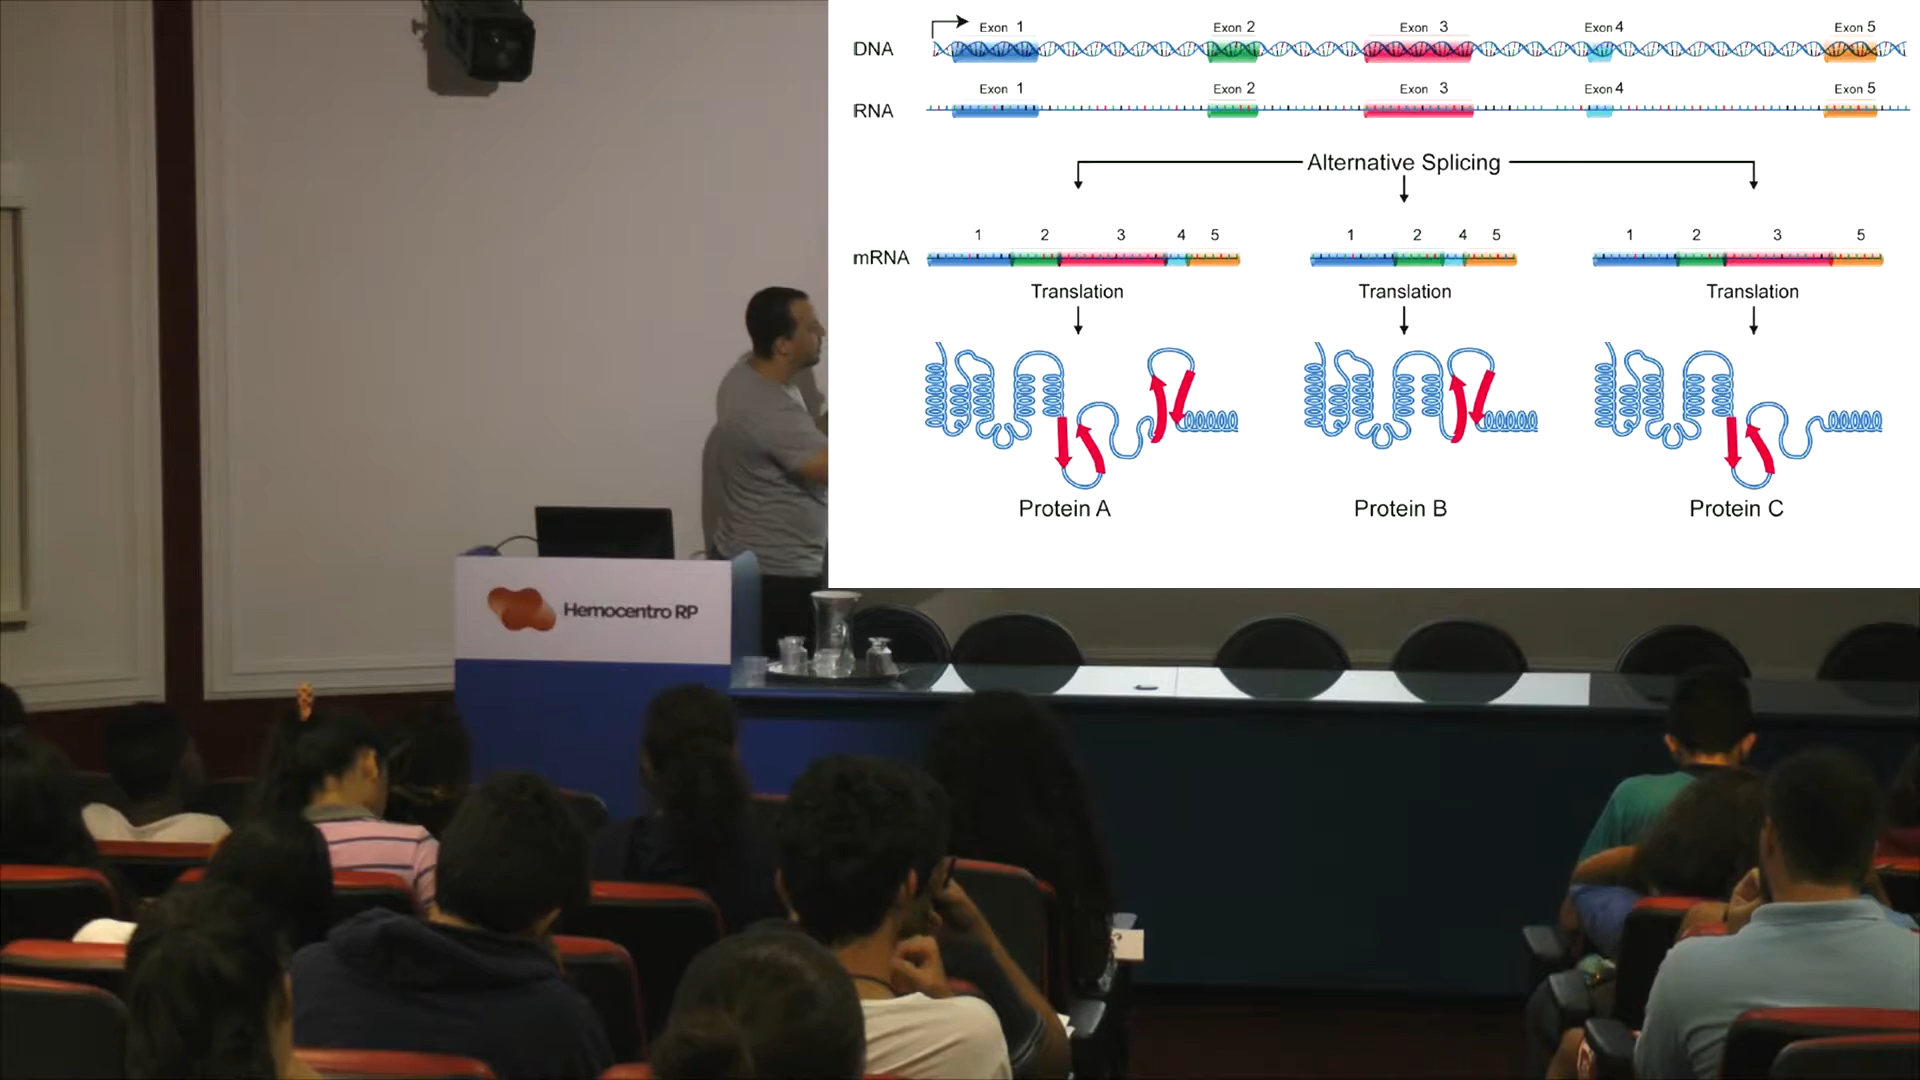 Exon 1 Exon 2 Exon 3 Exon 4 Exon 5
DNA
Exon 1 Exon 2 Exon 3 Exon 4 Exon 5
RNA
Alternative Splicing
1 2 3 4 5 1 2 4 5 1 2 3 5
mRNA
Translation Translation Translation
Protein A Protein B Protein C
Hemocentro RP